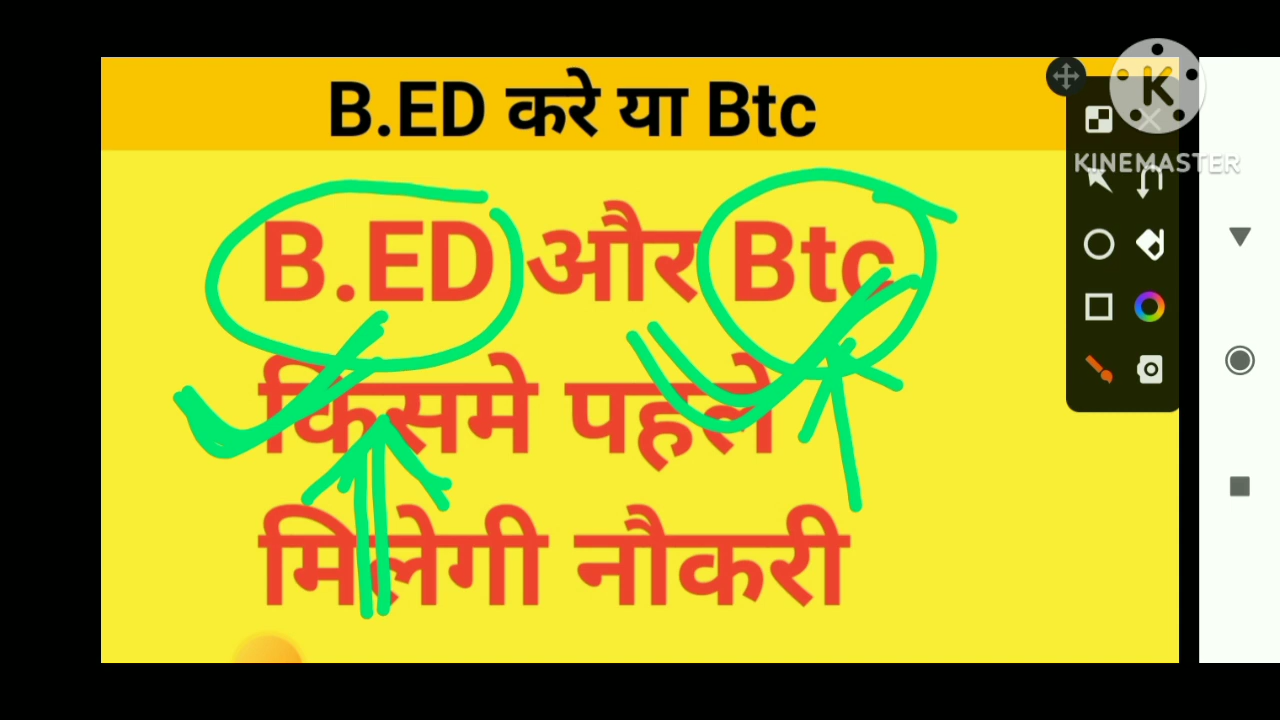 B.ED करे या Btc
KINEMASTER
B.ED और Btc
किसमे पहले
मिलेगी नौकरी